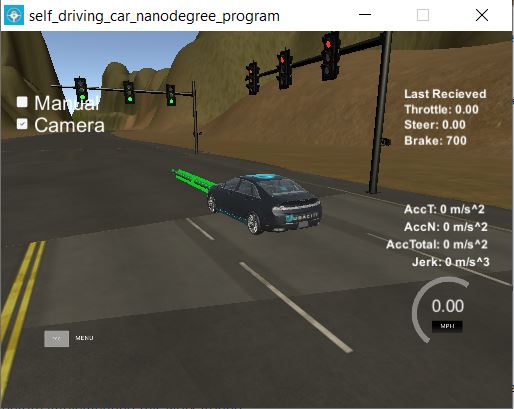 self_driving_car_nanodegree_program
Manual
Camera
Last Recieved
Throttle: 0.00
Steer: 0.00
Brake: 700
AccT: 0 m/s^2
AccN: 0 m/s^2
AccTotal: 0 m/s^2
Jerk: 0 m/s^3
0.00
MPH
MENU